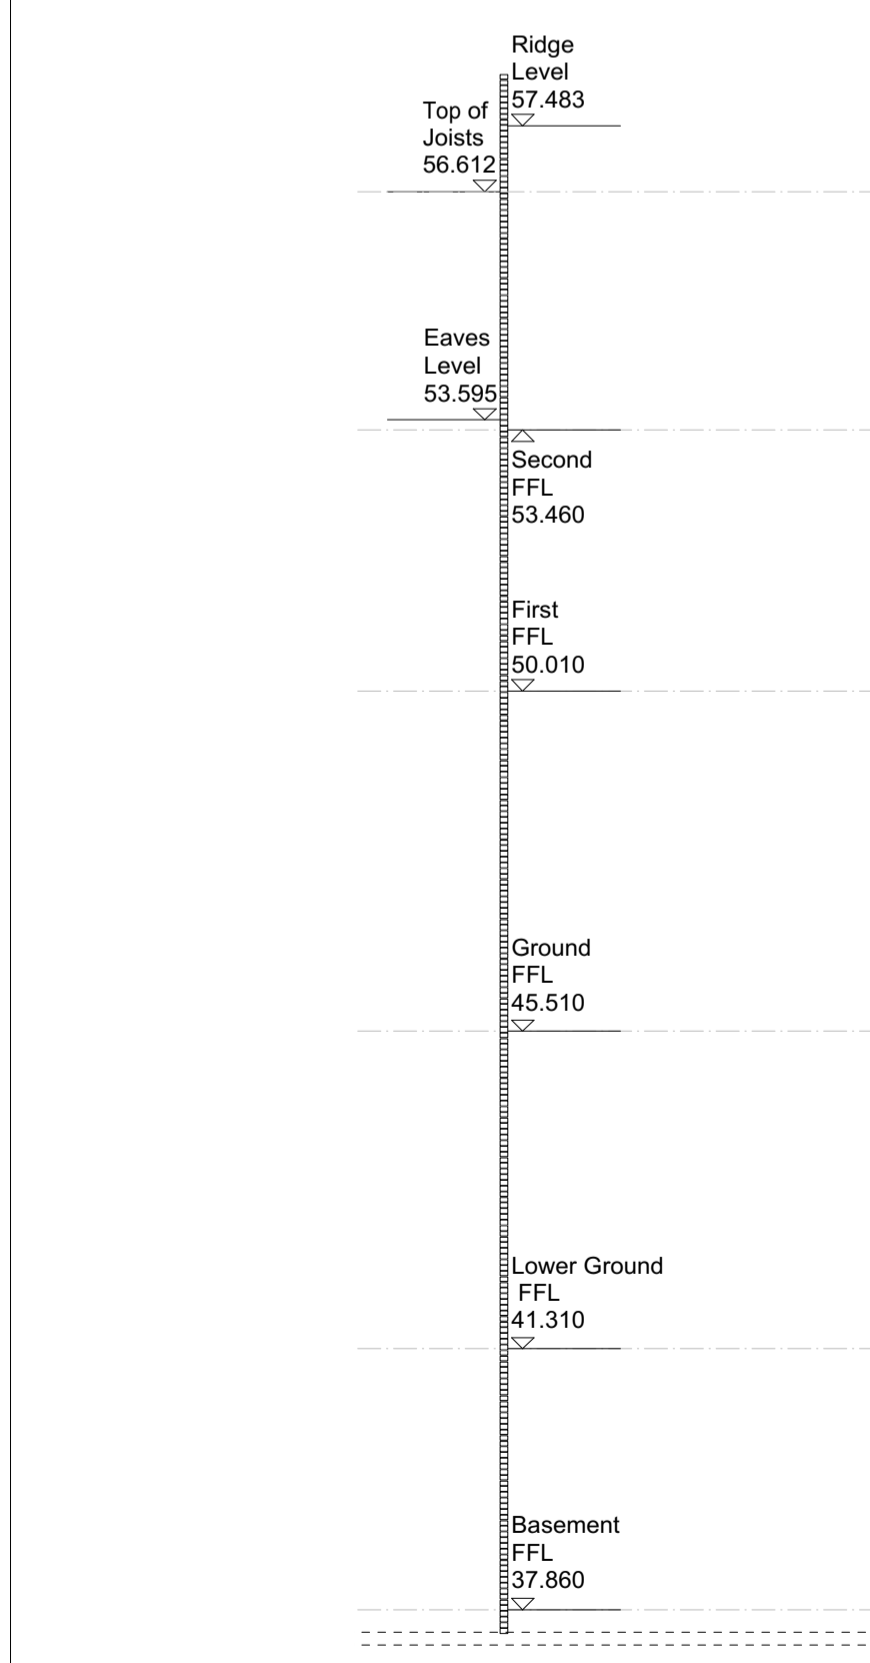 Ridge
Level
57.483
Top of
Joists
56.612
Eaves
Level
53.595
Second
FFL
53.460
First
FFL
50.010
Ground
FFL
45.510
Lower Ground
FFL
41.310
Basement
FFL
37.860